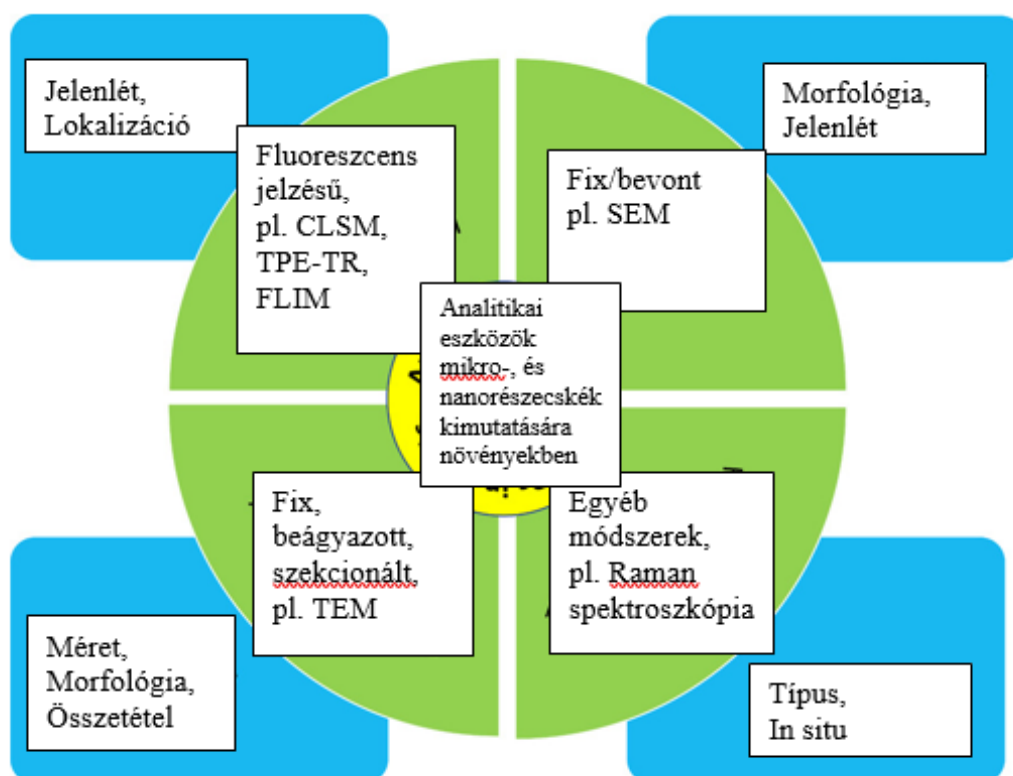 Jelenlét,
Lokalizáció
Morfológia,
Jelenlét
Fluoreszcens
jelzésű,
pl. CLSM,
TPE-TR,
FLIM
Fix/bevont
pl. SEM
Analitikai
eszközök
mikro-, és
nanorészecskék
kimutatására
növényekben
Fix,
beágyazott,
szekcionált,
pl. TEM
Egyéb
módszerek,
pl. Raman
spektroszkópia
Méret,
Morfológia,
Összetétel
Típus,
In situ